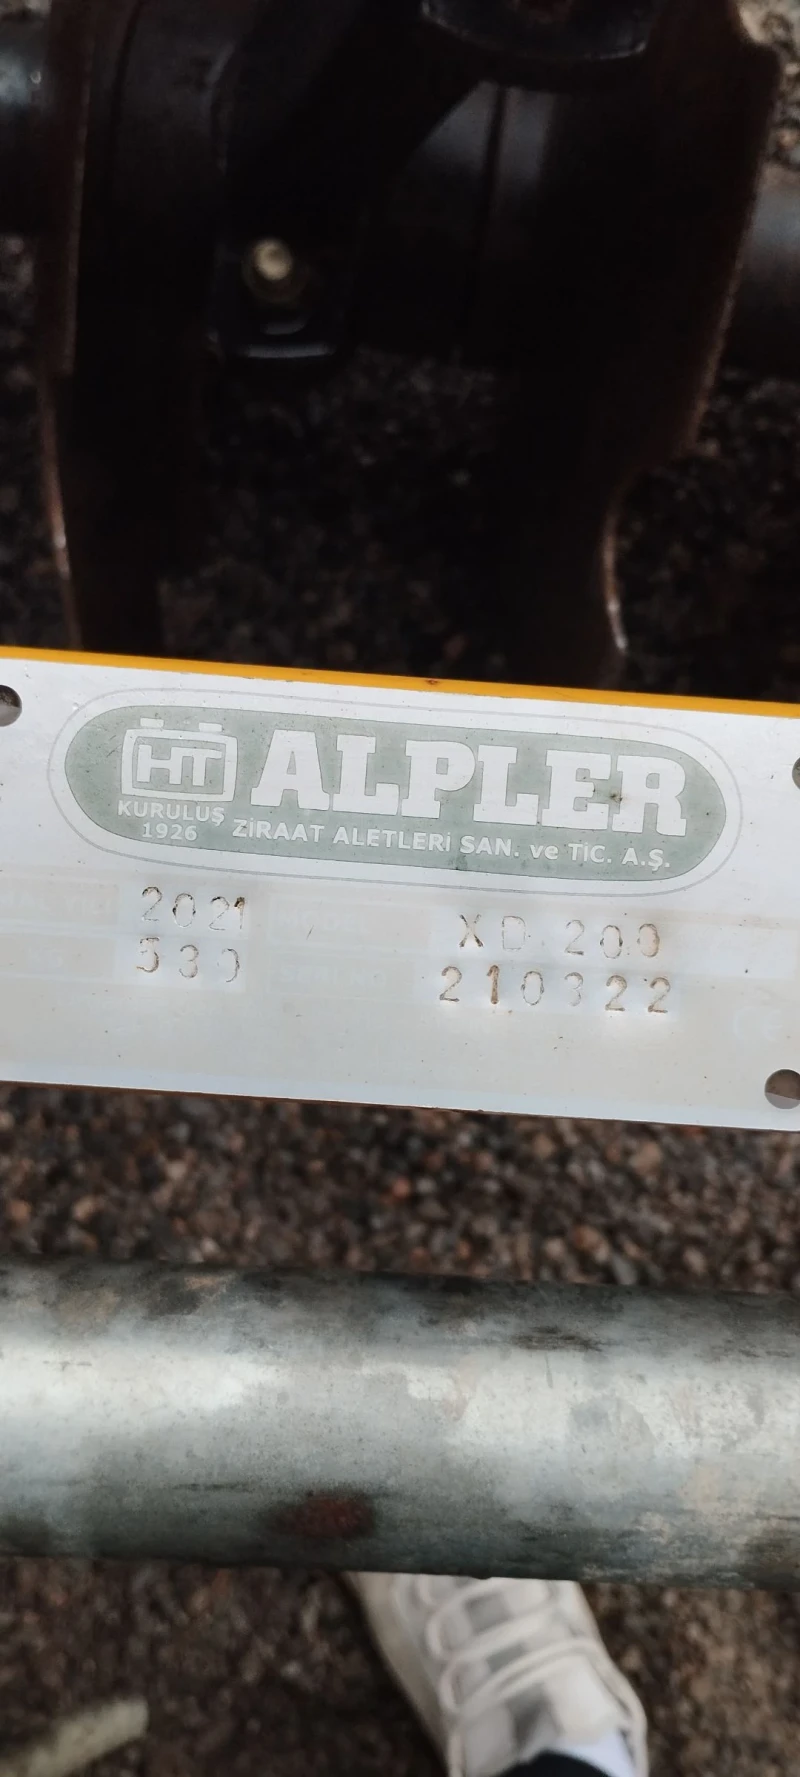 HT ALPLER
KURULUŞ
1926
ZİRAAT ALETLERİ SAN. ve TİC. A.Ş.
2021 XD 200
530 210322